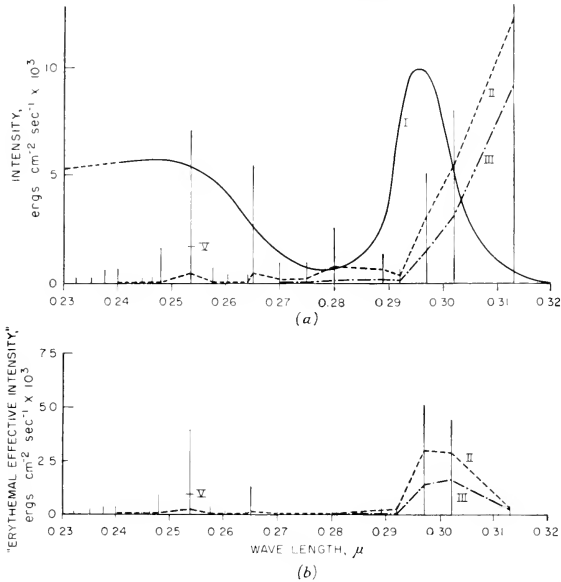 INTENSITY,
ergs cm⁻² sec⁻¹ x 10³
10
5
0
I
II
III
V
0.23 0.24 0.25 0.26 0.27 0.28 0.29 0.30 0.31 0.32
(a)
"ERYTHEMAL EFFECTIVE INTENSITY,"
ergs cm⁻² sec⁻¹ x 10³
7.5
5.0
2.5
0
V
II
III
0.23 0.24 0.25 0.26 0.27 0.28 0.29 0.30 0.31 0.32
WAVE LENGTH, μ
(b)